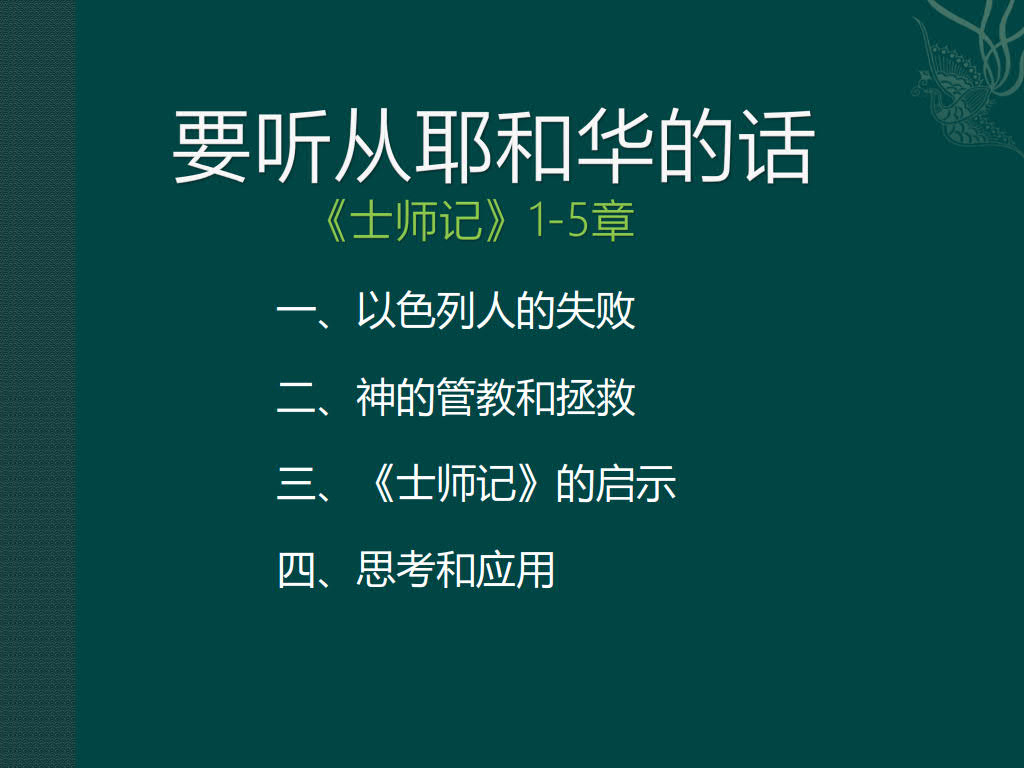 要听从耶和华的话
《士师记》1-5章
一、以色列人的失败
二、神的管教和拯救
三、《士师记》的启示
四、思考和应用